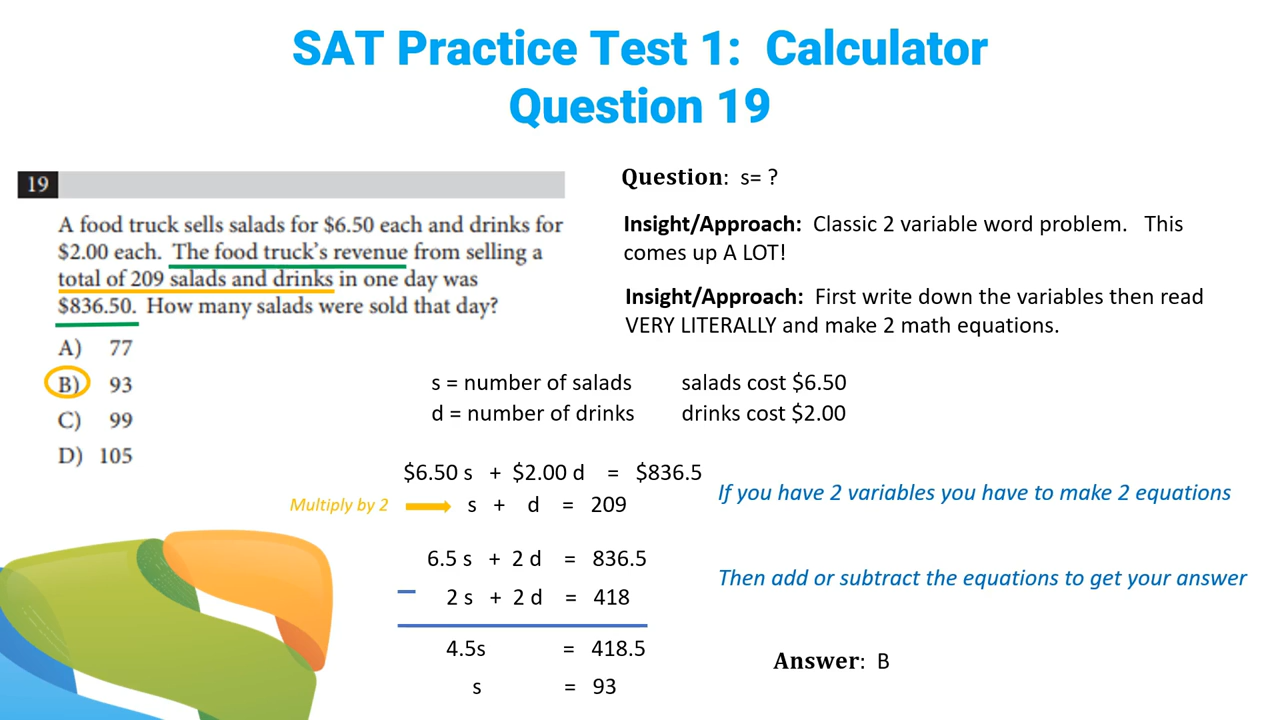 SAT Practice Test 1: Calculator
Question 19
19
A food truck sells salads for $6.50 each and drinks for
$2.00 each. The food truck's revenue from selling a
total of 209 salads and drinks in one day was
$836.50. How many salads were sold that day?
A) 77
B) 93
C) 99
D) 105
Question: s= ?
Insight/Approach: Classic 2 variable word problem. This
comes up A LOT!
Insight/Approach: First write down the variables then read
VERY LITERALLY and make 2 math equations.
s = number of salads salads cost $6.50
d = number of drinks drinks cost $2.00
$6.50 s + $2.00 d = $836.5
Multiply by 2 s + d = 209
If you have 2 variables you have to make 2 equations
6.5 s + 2 d = 836.5
– 2 s + 2 d = 418
Then add or subtract the equations to get your answer
4.5s = 418.5
s = 93
Answer: B